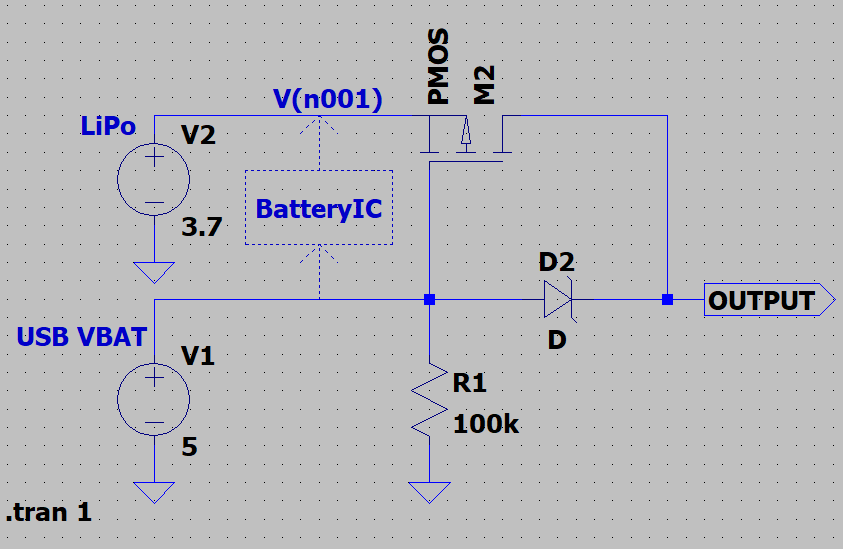 PMOS
M2
V(n001)
LiPo
V2
BatteryIC
3.7
D2
OUTPUT
USB VBAT
D
V1
R1
100k
5
.tran 1